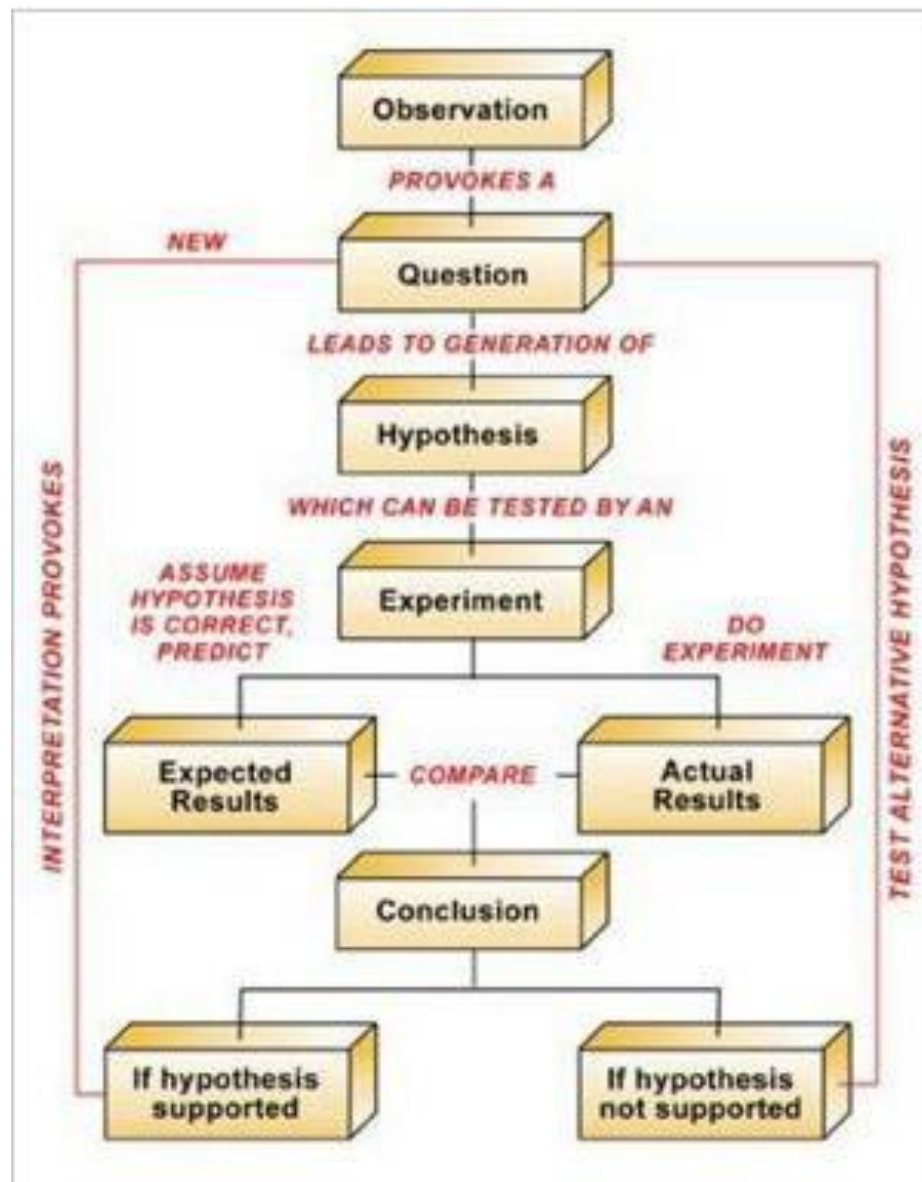 Observation
PROVOKES A
NEW
Question
LEADS TO GENERATION OF
Hypothesis
WHICH CAN BE TESTED BY AN
Experiment
ASSUME
HYPOTHESIS
IS CORRECT,
PREDICT
DO
EXPERIMENT
Expected
Results
COMPARE
Actual
Results
Conclusion
If hypothesis
supported
If hypothesis
not supported
INTERPRETATION PROVOKES
TEST ALTERNATIVE HYPOTHESIS